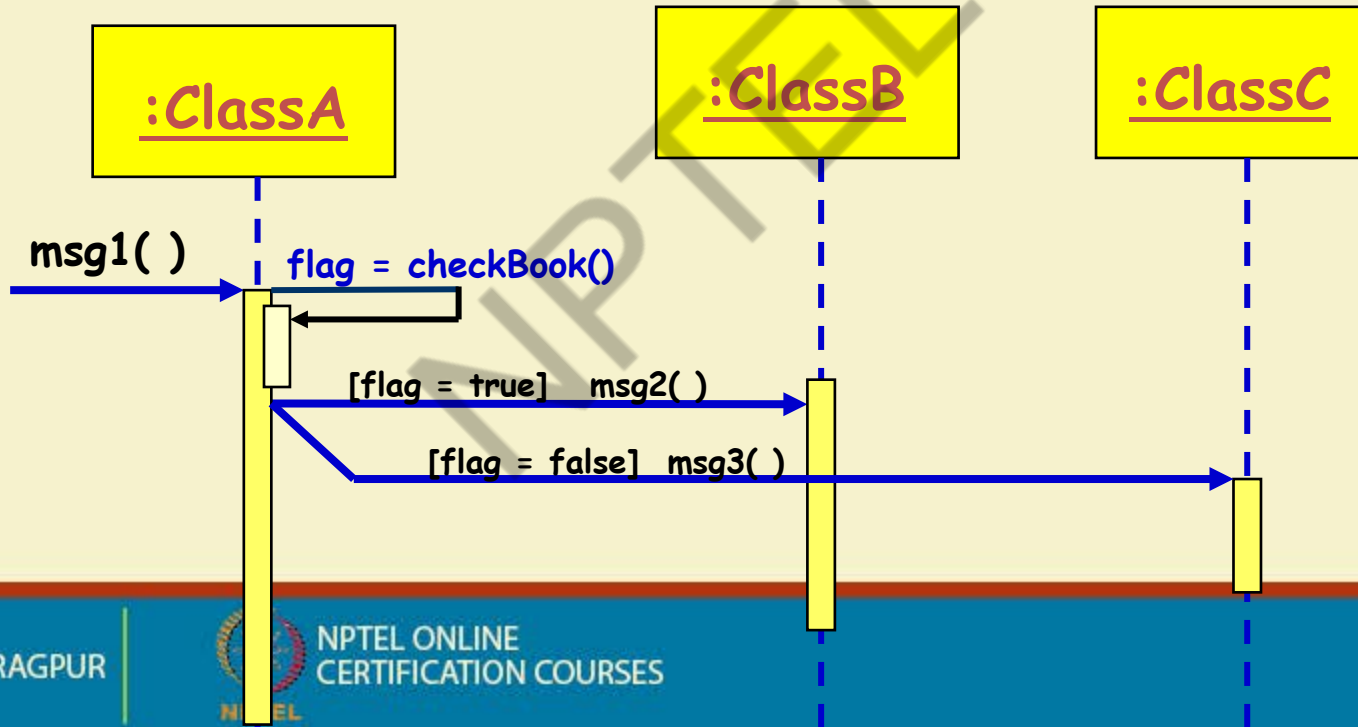 :ClassA
:ClassB
:ClassC
msg1( )
flag = checkBook()
[flag = true] msg2( )
[flag = false] msg3( )
NPTEL
RAGPUR
NPTEL ONLINE
CERTIFICATION COURSES